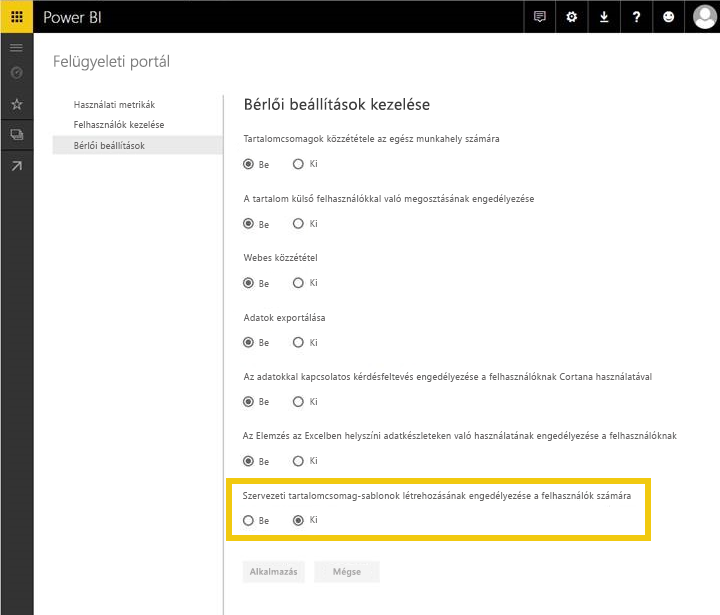 Power BI
?
Felügyeleti portál
Használati metrikák
Felhasználók kezelése
Bérlői beállítások
Bérlői beállítások kezelése
Tartalomcsomagok közzététele az egész munkahely számára
Be Ki
A tartalom külső felhasználókkal való megosztásának engedélyezése
Be Ki
Webes közzététel
Be Ki
Adatok exportálása
Be Ki
Az adatokkal kapcsolatos kérdésfeltevés engedélyezése a felhasználóknak Cortana használatával
Be Ki
Az Elemzés az Excelben helyszíni adatkészleteken való használatának engedélyezése a felhasználóknak
Be Ki
Szervezeti tartalomcsomag-sablonok létrehozásának engedélyezése a felhasználók számára
Be Ki
Alkalmazás Mégse